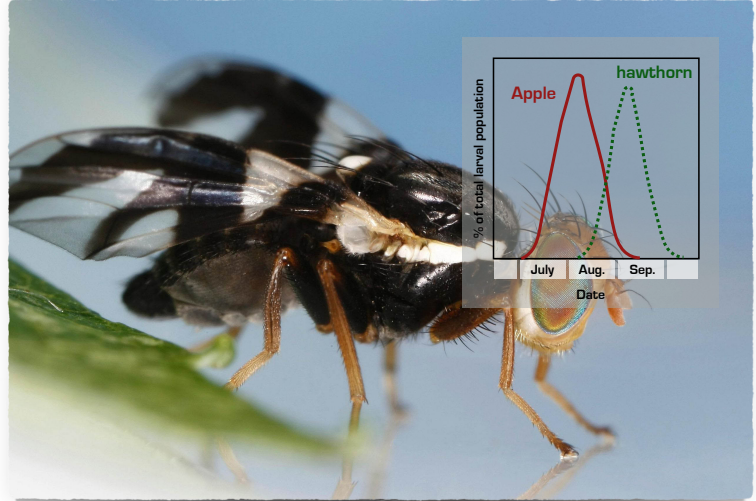 hawthorn
Apple
% of total larval population
July Aug. Sep.
Date